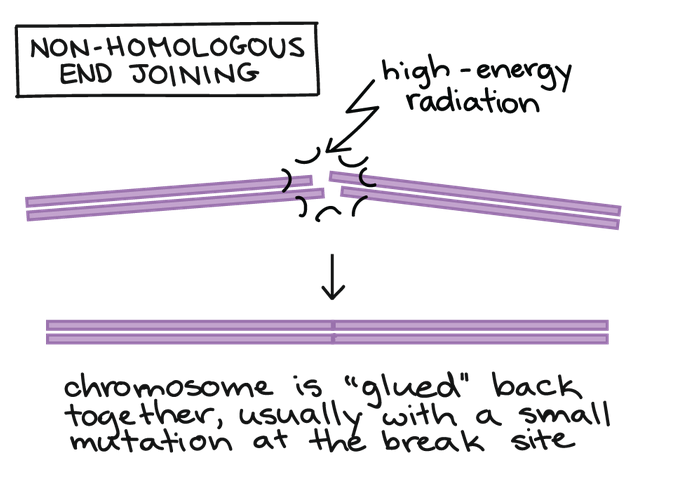 NON-HOMOLOGOUS
END JOINING
high-energy
radiation
chromosome is "glued" back
together, usually with a small
mutation at the break site